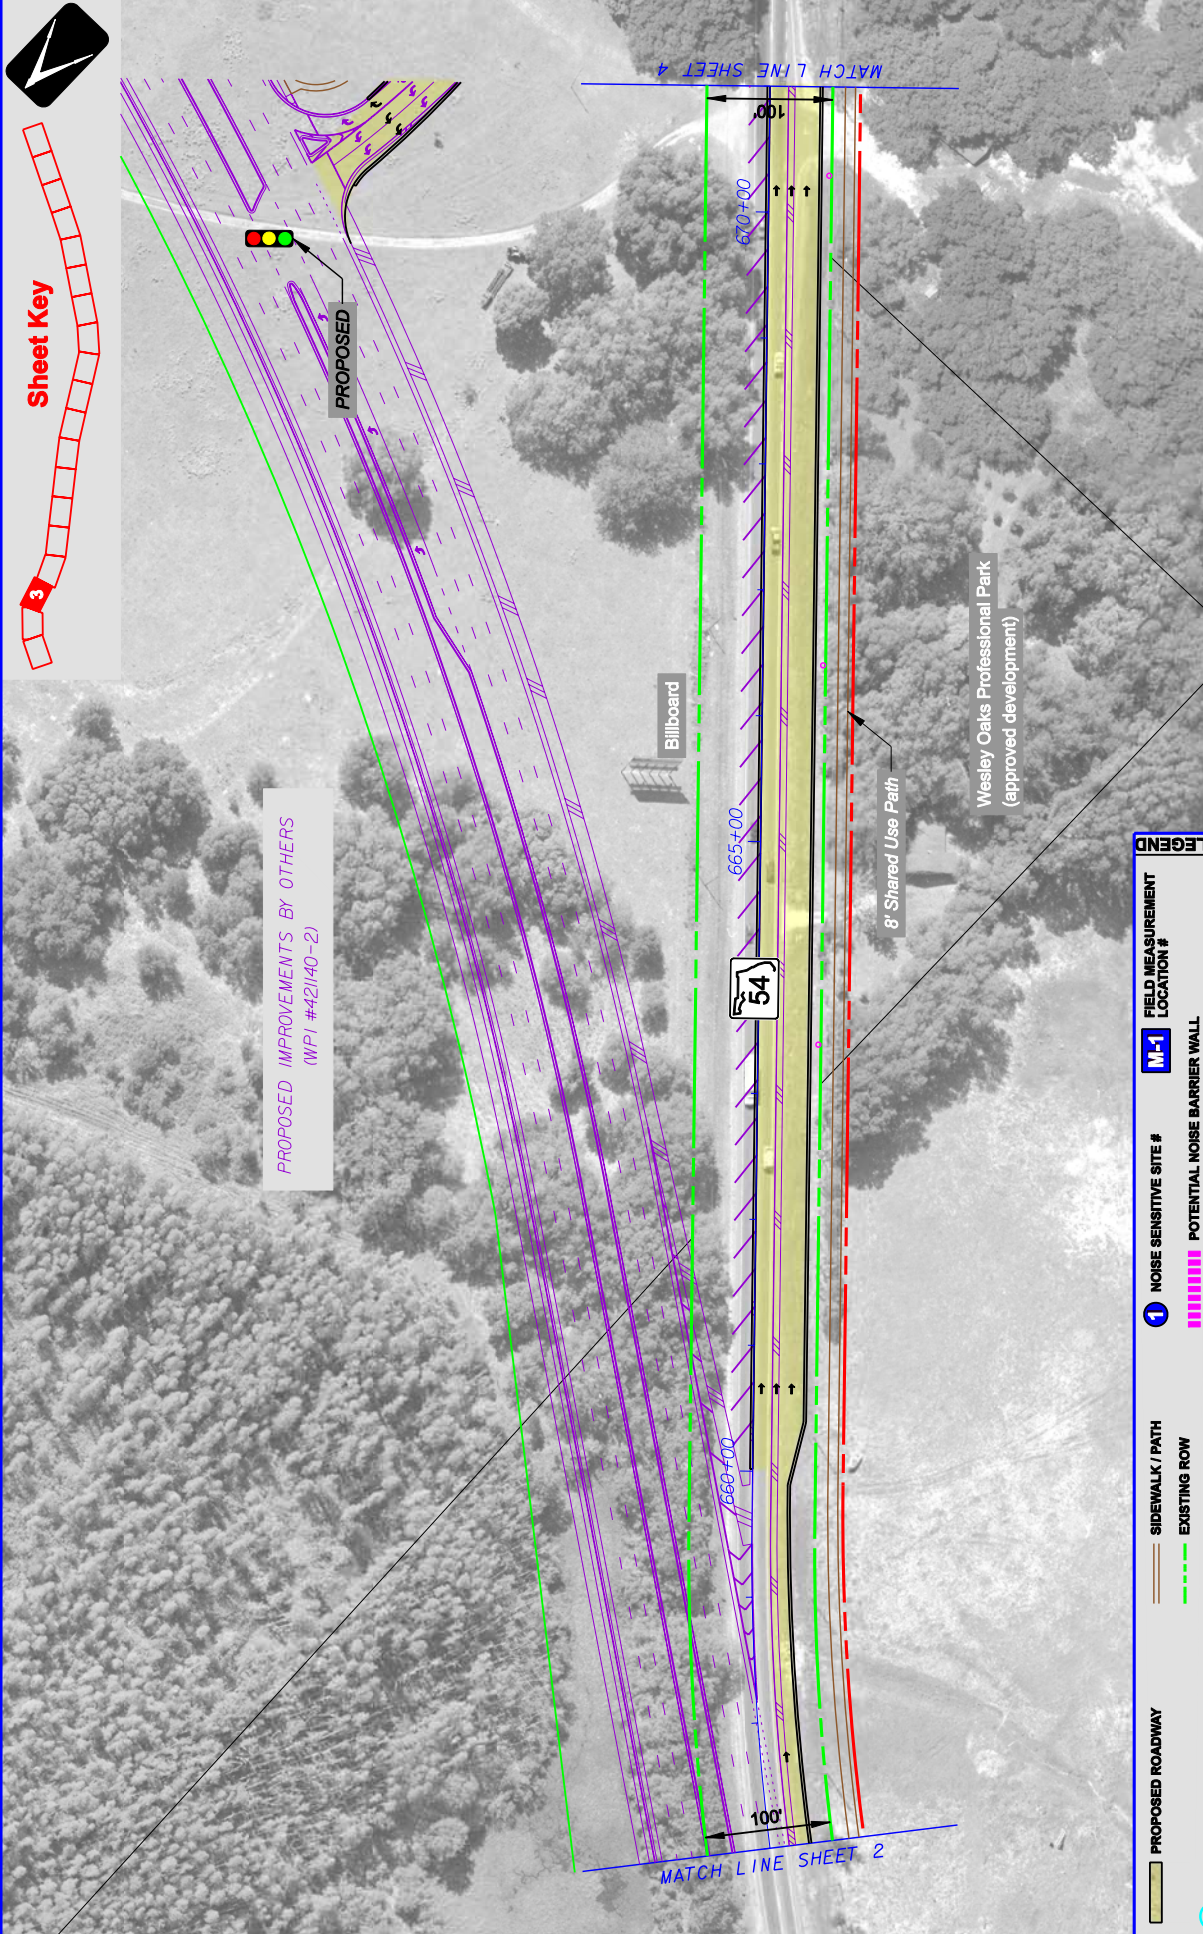 Sheet Key
3
MATCH LINE SHEET 4
100'
670+00
PROPOSED
PROPOSED IMPROVEMENTS BY OTHERS
(WPI #421140-2)
Billboard
665+00
54
Wesley Oaks Professional Park
(approved development)
8' Shared Use Path
660+00
100'
MATCH LINE SHEET 2
LEGEND
PROPOSED ROADWAY
SIDEWALK / PATH
EXISTING ROW
1
NOISE SENSITIVE SITE #
POTENTIAL NOISE BARRIER WALL
M-1
FIELD MEASUREMENT
LOCATION #